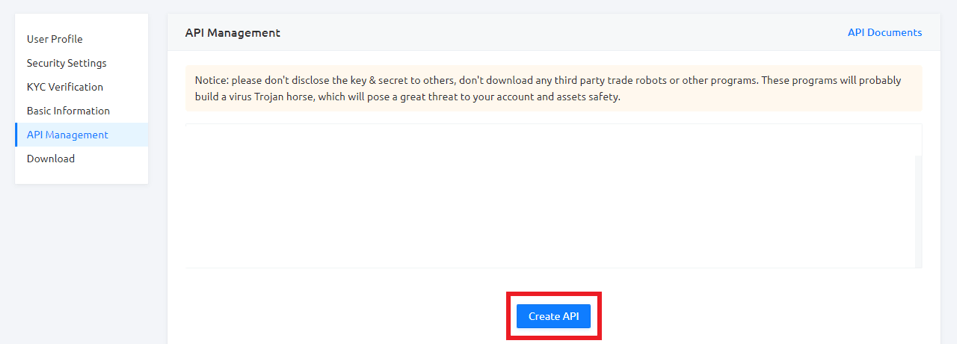 User Profile
Security Settings
KYC Verification
Basic Information
API Management
Download
API Management
API Documents
Notice: please don't disclose the key & secret to others, don't download any third party trade robots or other programs. These programs will probably
build a virus Trojan horse, which will pose a great threat to your account and assets safety.
Create API